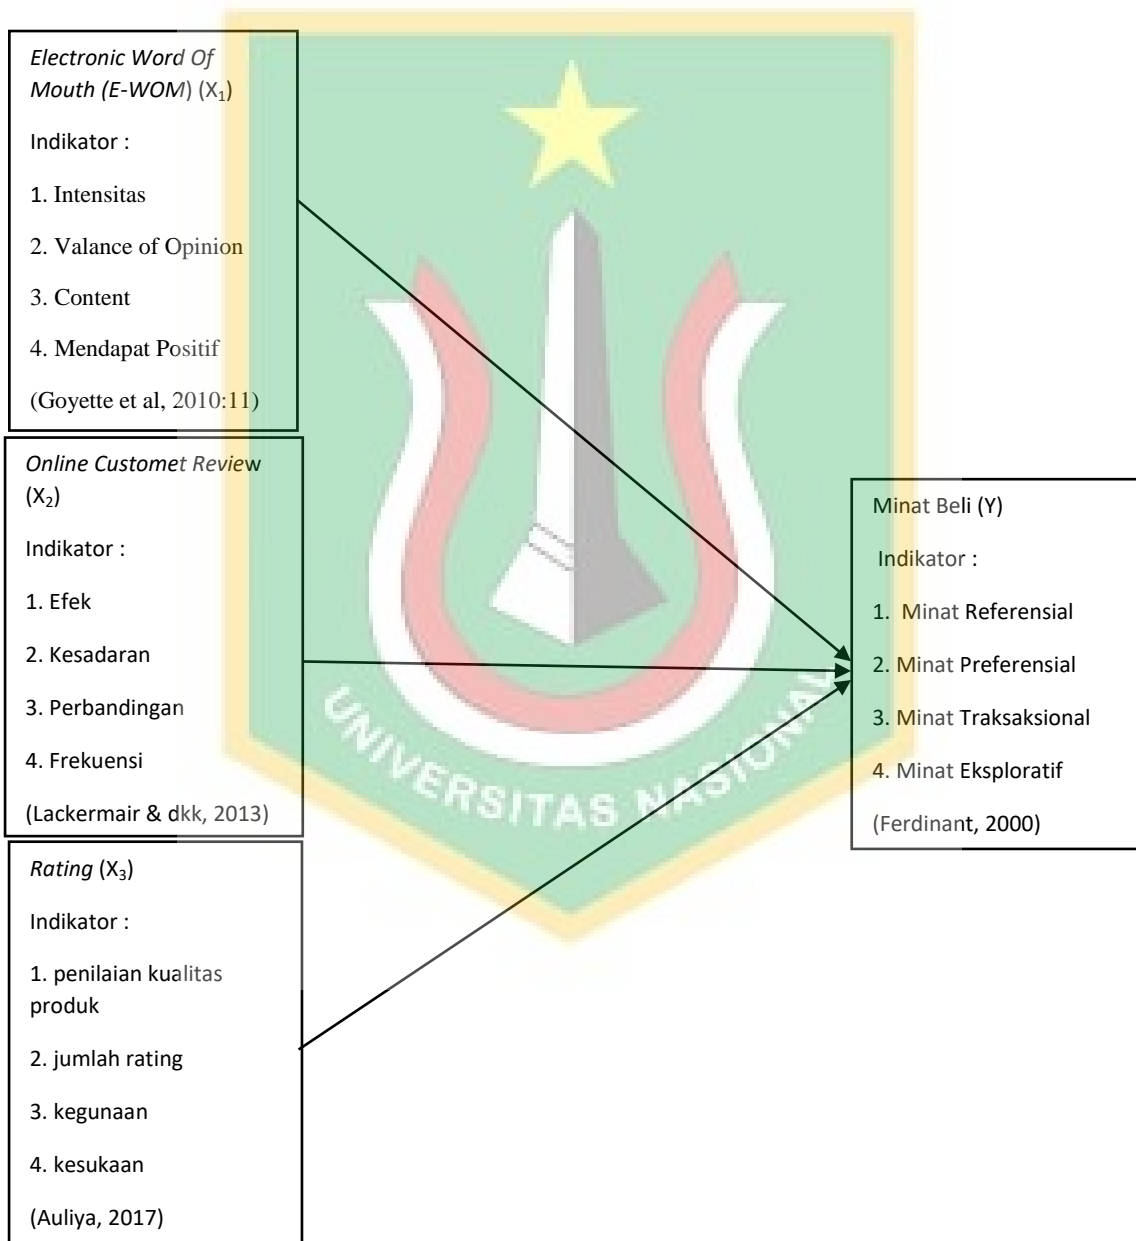 Electronic Word Of
Mouth (E-WOM) (X₁)
Indikator :
1. Intensitas
2. Valance of Opinion
3. Content
4. Mendapat Positif
(Goyette et al, 2010:11)
Online Customet Review
(X₂)
Indikator :
1. Efek
2. Kesadaran
3. Perbandingan
4. Frekuensi
(Lackermair & dkk, 2013)
Rating (X₃)
Indikator :
1. penilaian kualitas
produk
2. jumlah rating
3. kegunaan
4. kesukaan
(Auliya, 2017)
Minat Beli (Y)
Indikator :
1. Minat Referensial
2. Minat Preferensial
3. Minat Traksaksional
4. Minat Eksploratif
(Ferdinant, 2000)
UNIVERSITAS NASIONAL